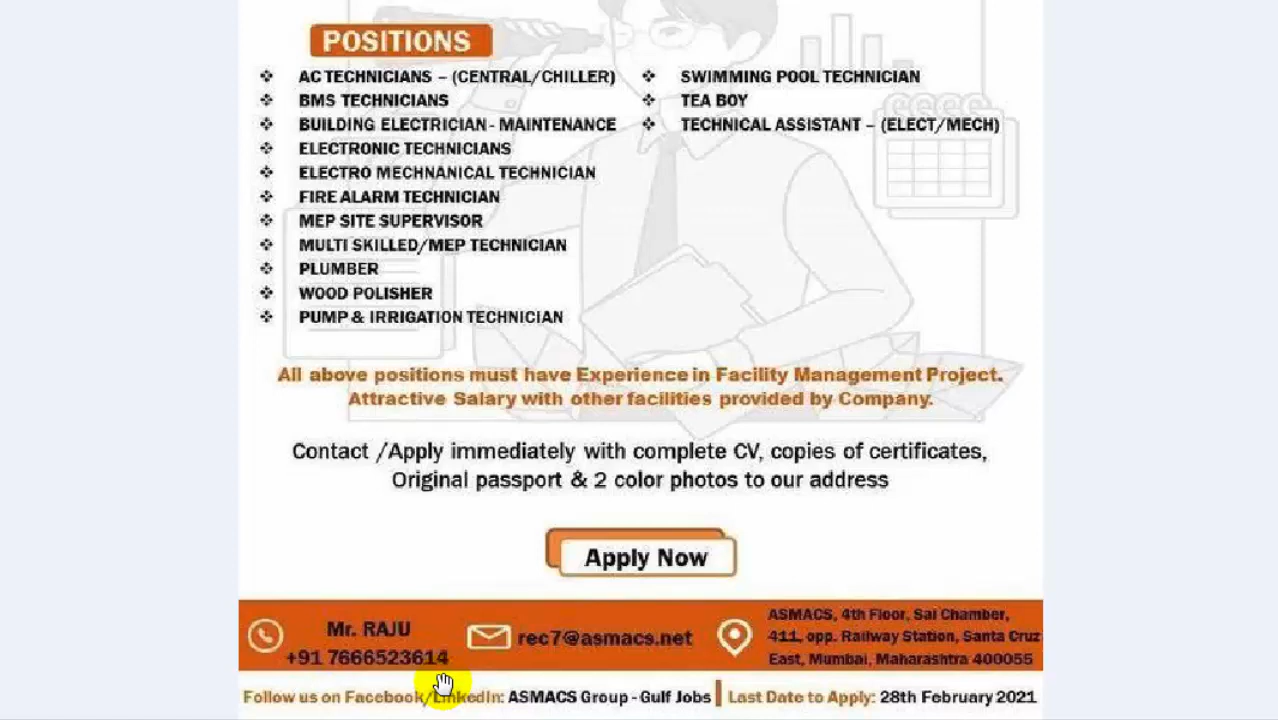 POSITIONS
❖ AC TECHNICIANS – (CENTRAL/CHILLER)
❖ BMS TECHNICIANS
❖ BUILDING ELECTRICIAN - MAINTENANCE
❖ ELECTRONIC TECHNICIANS
❖ ELECTRO MECHNANICAL TECHNICIAN
❖ FIRE ALARM TECHNICIAN
❖ MEP SITE SUPERVISOR
❖ MULTI SKILLED/MEP TECHNICIAN
❖ PLUMBER
❖ WOOD POLISHER
❖ PUMP & IRRIGATION TECHNICIAN
❖ SWIMMING POOL TECHNICIAN
❖ TEA BOY
❖ TECHNICAL ASSISTANT – (ELECT/MECH)
All above positions must have Experience in Facility Management Project.
Attractive Salary with other facilities provided by Company.
Contact /Apply immediately with complete CV, copies of certificates,
Original passport & 2 color photos to our address
Apply Now
Mr. RAJU
+91 7666523614
rec7@asmacs.net
ASMACS, 4th Floor, Sai Chamber,
411, opp. Railway Station, Santa Cruz
East, Mumbai, Maharashtra 400055
Follow us on Facebook/LinkedIn: ASMACS Group - Gulf Jobs
Last Date to Apply: 28th February 2021